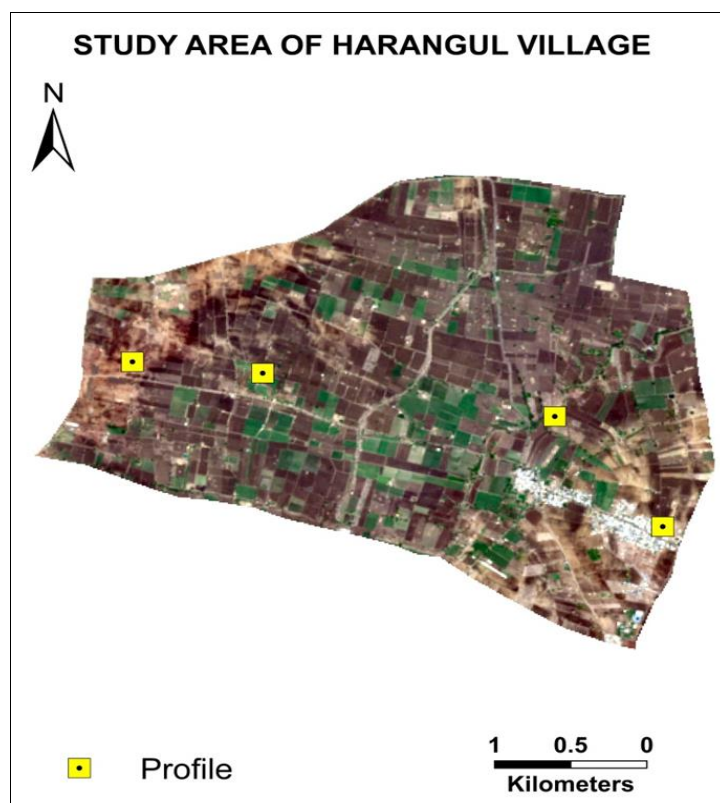 STUDY AREA OF HARANGUL VILLAGE
N
Profile
1 0.5 0
Kilometers